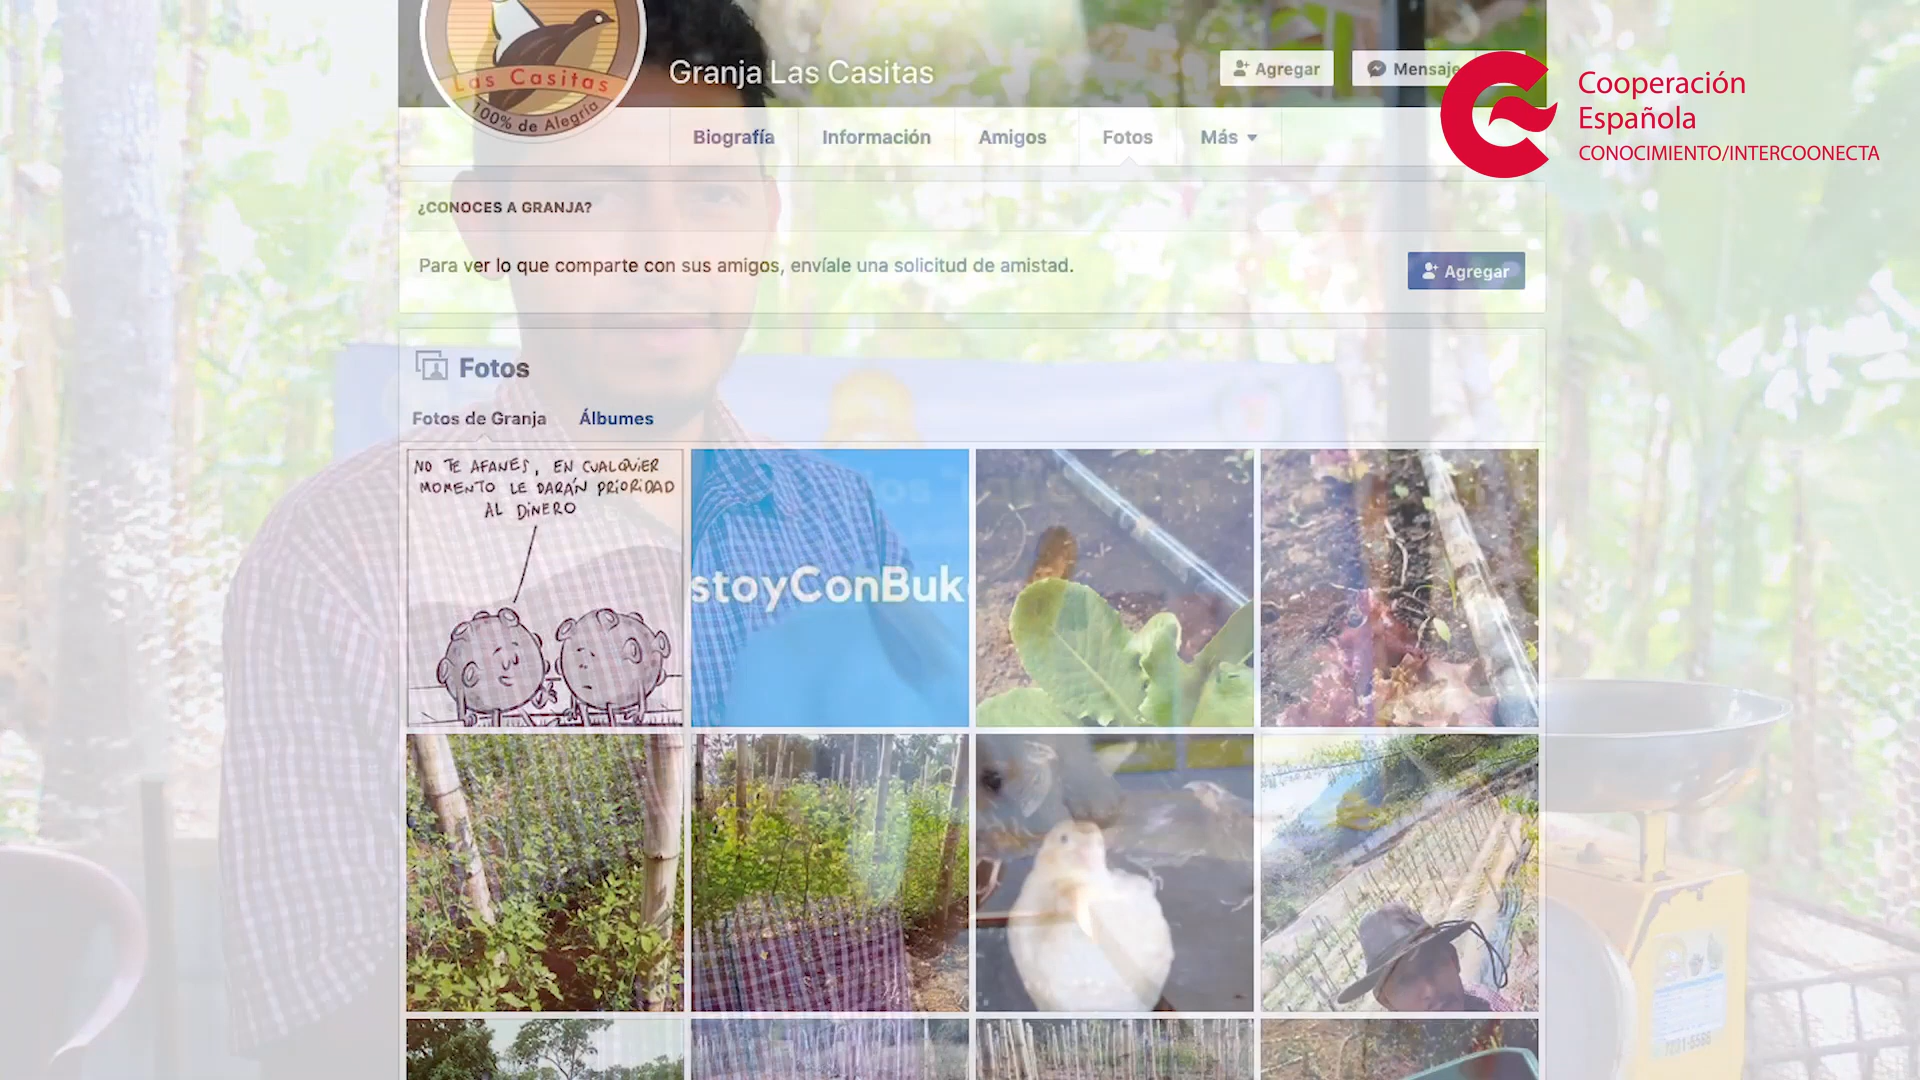 Las Casitas
100% de Alegría
Granja Las Casitas
Agregar
Mensaje
Cooperación
Española
CONOCIMIENTO/INTERCOONECTA
Biografía
Información
Amigos
Fotos
Más
¿CONOCES A GRANJA?
Para ver lo que comparte con sus amigos, envíale una solicitud de amistad.
Agregar
Fotos
Fotos de Granja
Álbumes
NO TE AFANES, EN CUALQUIER
MOMENTO LE DARÁN PRIORIDAD
AL DINERO
stoyConBuk